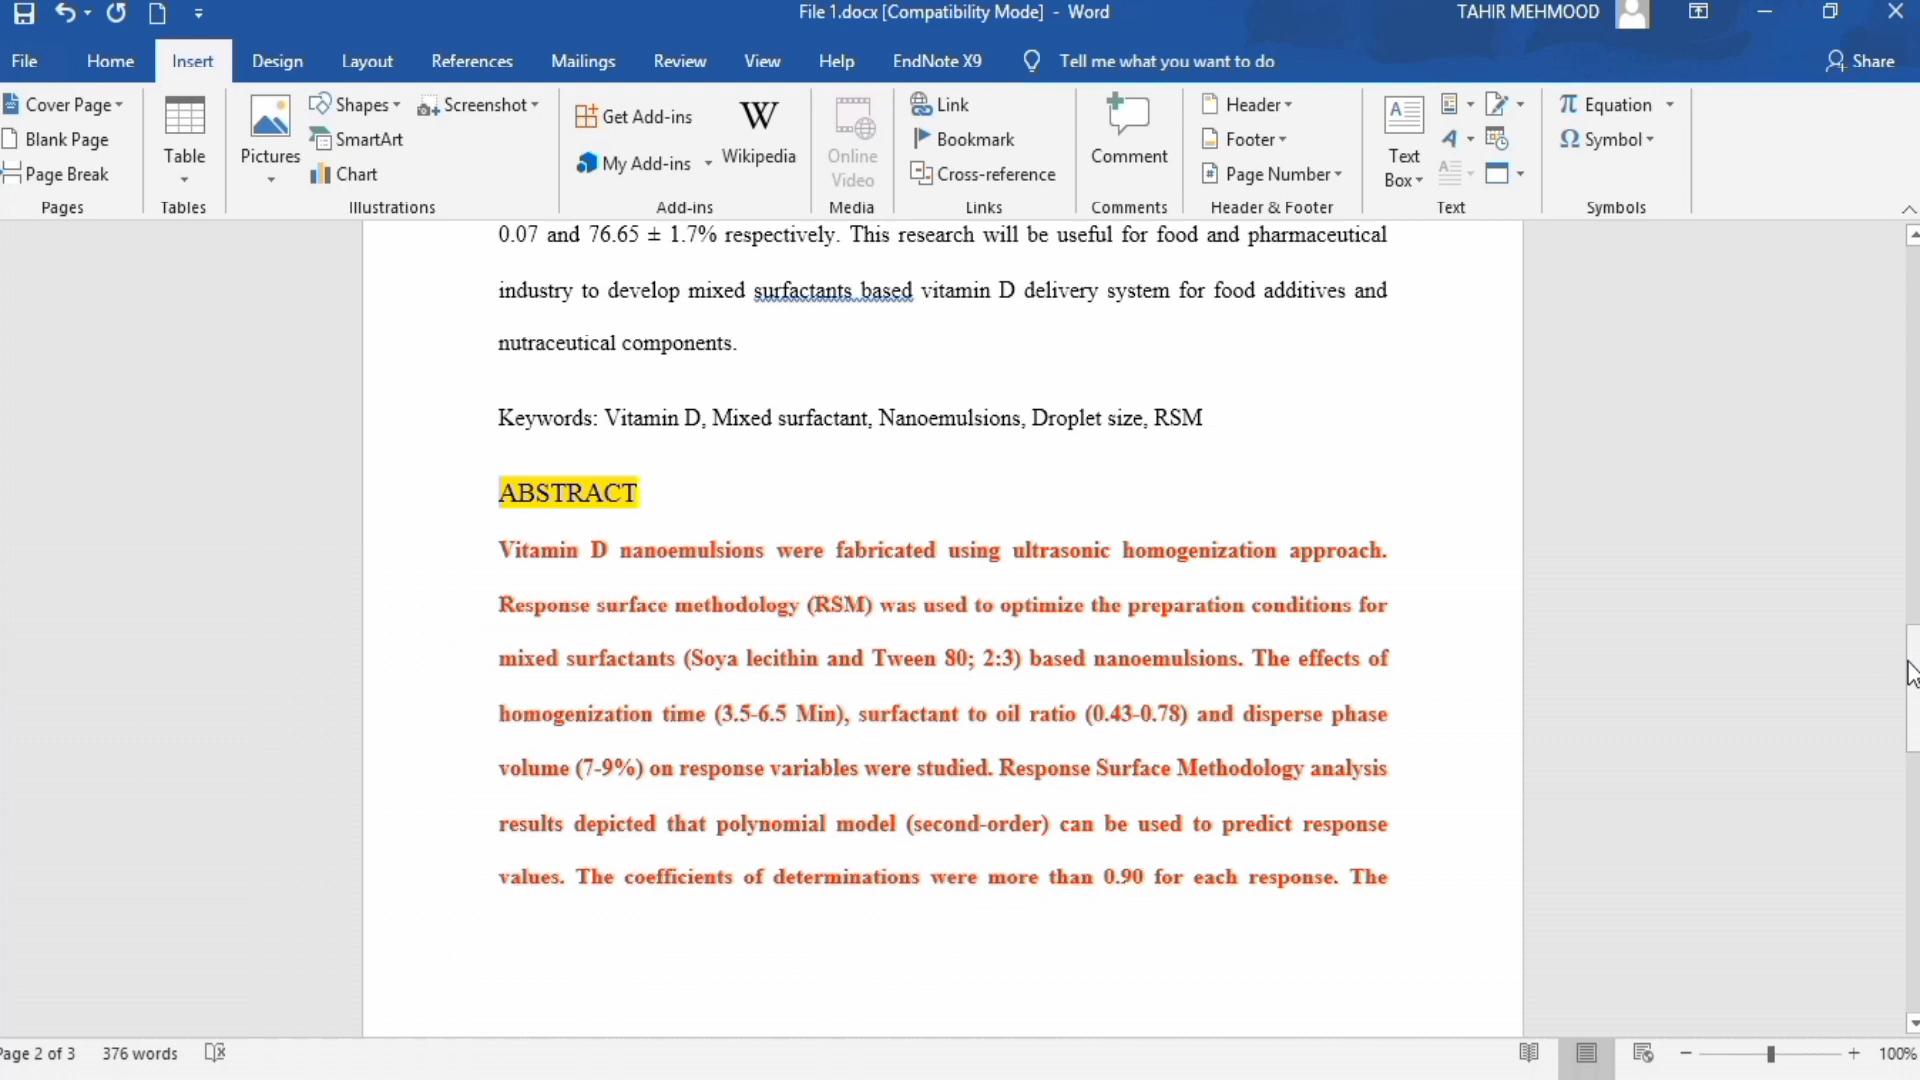 File 1.docx [Compatibility Mode] - Word
TAHIR MEHMOOD
File Home Insert Design Layout References Mailings Review View Help EndNote X9 Tell me what you want to do Share
Cover Page
Blank Page
Page Break
Pages
Table
Tables
Pictures
Shapes
SmartArt
Chart
Screenshot
Illustrations
Get Add-ins
My Add-ins
Wikipedia
Add-ins
Online
Video
Media
Link
Bookmark
Cross-reference
Links
Comment
Comments
Header
Footer
Page Number
Header & Footer
Text
Box
Text
Equation
Symbol
Symbols
0.07 and 76.65 ± 1.7% respectively. This research will be useful for food and pharmaceutical
industry to develop mixed surfactants based vitamin D delivery system for food additives and
nutraceutical components.
Keywords: Vitamin D, Mixed surfactant, Nanoemulsions, Droplet size, RSM
ABSTRACT
Vitamin D nanoemulsions were fabricated using ultrasonic homogenization approach.
Response surface methodology (RSM) was used to optimize the preparation conditions for
mixed surfactants (Soya lecithin and Tween 80; 2:3) based nanoemulsions. The effects of
homogenization time (3.5-6.5 Min), surfactant to oil ratio (0.43-0.78) and disperse phase
volume (7-9%) on response variables were studied. Response Surface Methodology analysis
results depicted that polynomial model (second-order) can be used to predict response
values. The coefficients of determinations were more than 0.90 for each response. The
Page 2 of 3 376 words
100%